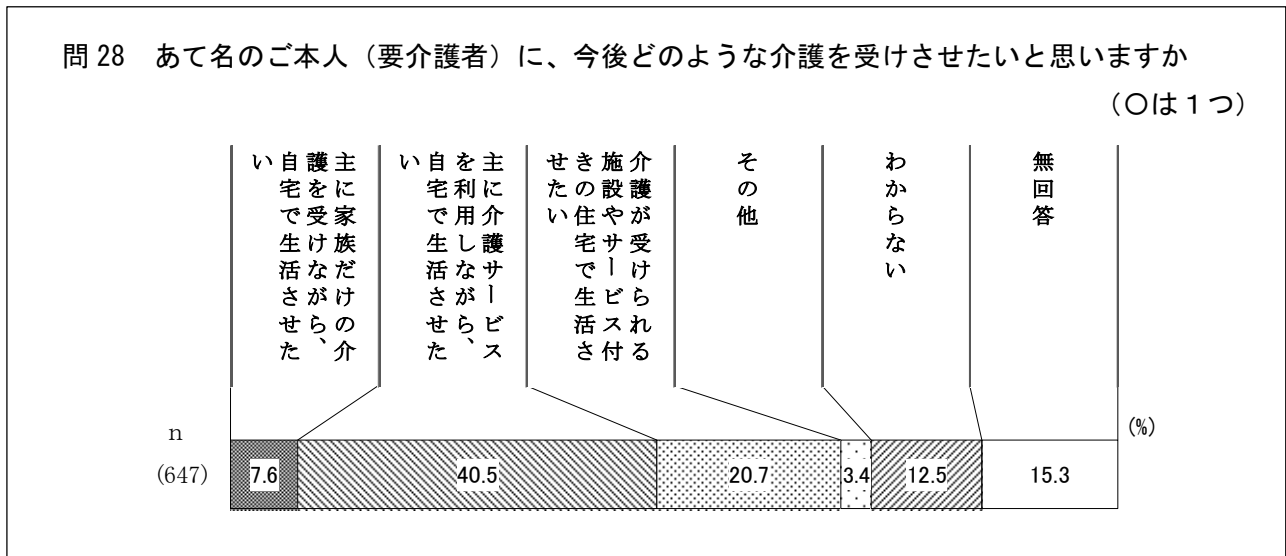 問28　あて名のご本人（要介護者）に、今後どのような介護を受けさせたいと思いますか
（〇は１つ）
主に家族だけの介
護を受けながら、
自宅で生活させた
い
主に介護サービス
を利用しながら、
自宅で生活させた
い
介護が受けられる
施設やサービス付
きの住宅で生活さ
せたい
その他
わからない
無回答
(%)
n
(647)
7.6
40.5
20.7
3.4
12.5
15.3